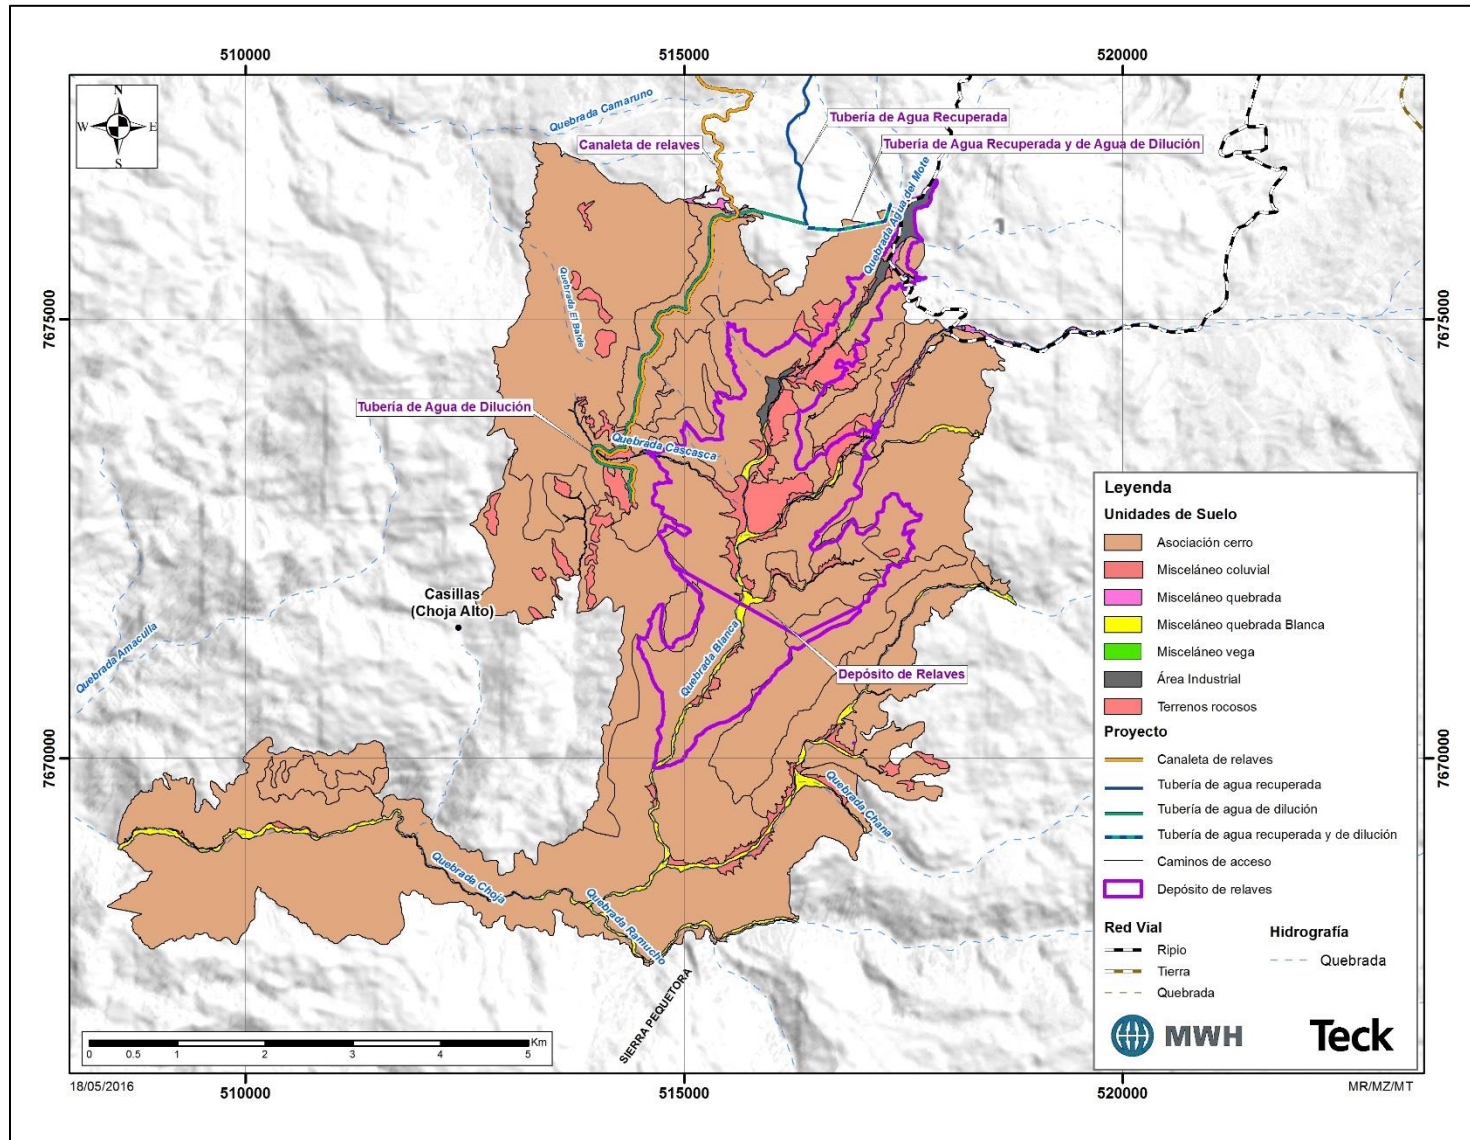 510000
515000
520000
N
W
E
S
Quebrada Camaruno
Tubería de Agua Recuperada
Canaleta de relaves
Tubería de Agua Recuperada y de Agua de Dilución
Quebrada Agua del Mote
7675000
7675000
Quebrada El Balde
Tubería de Agua de Dilución
Quebrada Cascasca
Casillas
(Choja Alto)
Quebrada Amaculla
Quebrada Blanca
Depósito de Relaves
7670000
7670000
Quebrada Chana
Quebrada Choja
Quebrada Ramucho
SIERRA PEQUETORA
Leyenda
Unidades de Suelo
Asociación cerro
Misceláneo coluvial
Misceláneo quebrada
Misceláneo quebrada Blanca
Misceláneo vega
Área Industrial
Terrenos rocosos
Proyecto
Canaleta de relaves
Tubería de agua recuperada
Tubería de agua de dilución
Tubería de agua recuperada y de dilución
Caminos de acceso
Depósito de relaves
Red Vial
Ripio
Tierra
Quebrada
Hidrografía
Quebrada
MWH
Teck
Km
0 0.5 1 2 3 4 5
18/05/2016
MR/MZ/MT
510000
515000
520000